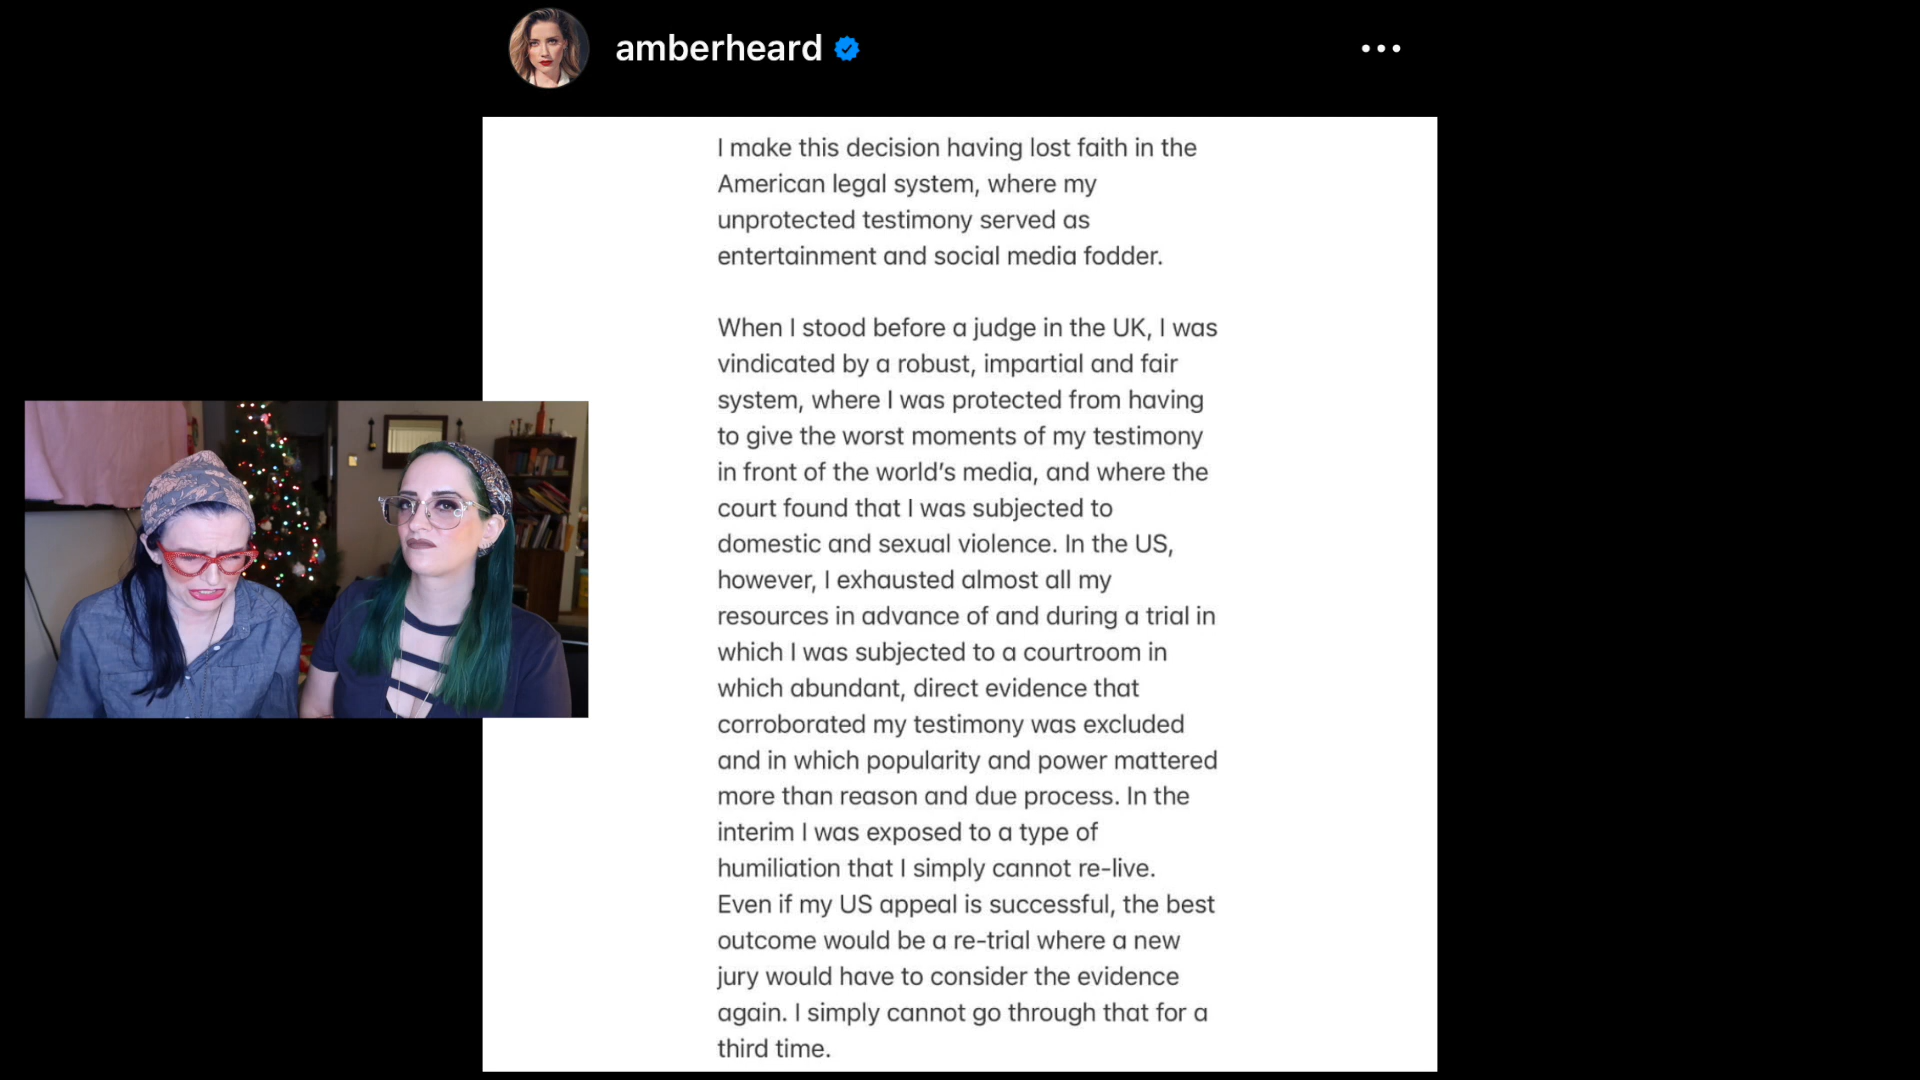 amberheard
I make this decision having lost faith in the
American legal system, where my
unprotected testimony served as
entertainment and social media fodder.
When I stood before a judge in the UK, I was
vindicated by a robust, impartial and fair
system, where I was protected from having
to give the worst moments of my testimony
in front of the world’s media, and where the
court found that I was subjected to
domestic and sexual violence. In the US,
however, I exhausted almost all my
resources in advance of and during a trial in
which I was subjected to a courtroom in
which abundant, direct evidence that
corroborated my testimony was excluded
and in which popularity and power mattered
more than reason and due process. In the
interim I was exposed to a type of
humiliation that I simply cannot re-live.
Even if my US appeal is successful, the best
outcome would be a re-trial where a new
jury would have to consider the evidence
again. I simply cannot go through that for a
third time.